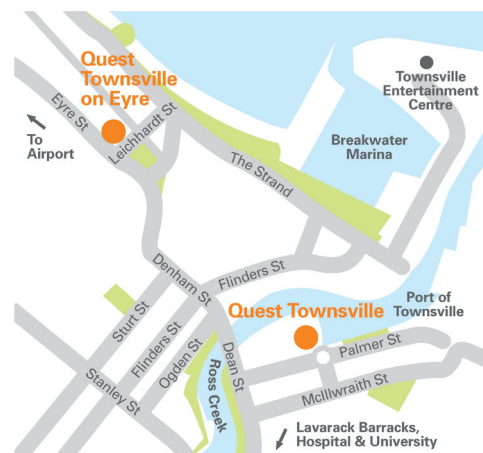 Quest
Townsville
on Eyre
Townsville
Entertainment
Centre
Eyre St
Leichhardt St
To
Airport
Breakwater
Marina
The Strand
Denham St
Flinders St
Sturt St
Flinders St
Ogden St
Stanley St
Quest Townsville
Port of
Townsville
Dean St
Ross Creek
Palmer St
McIllwraith St
Lavarack Barracks,
Hospital & University